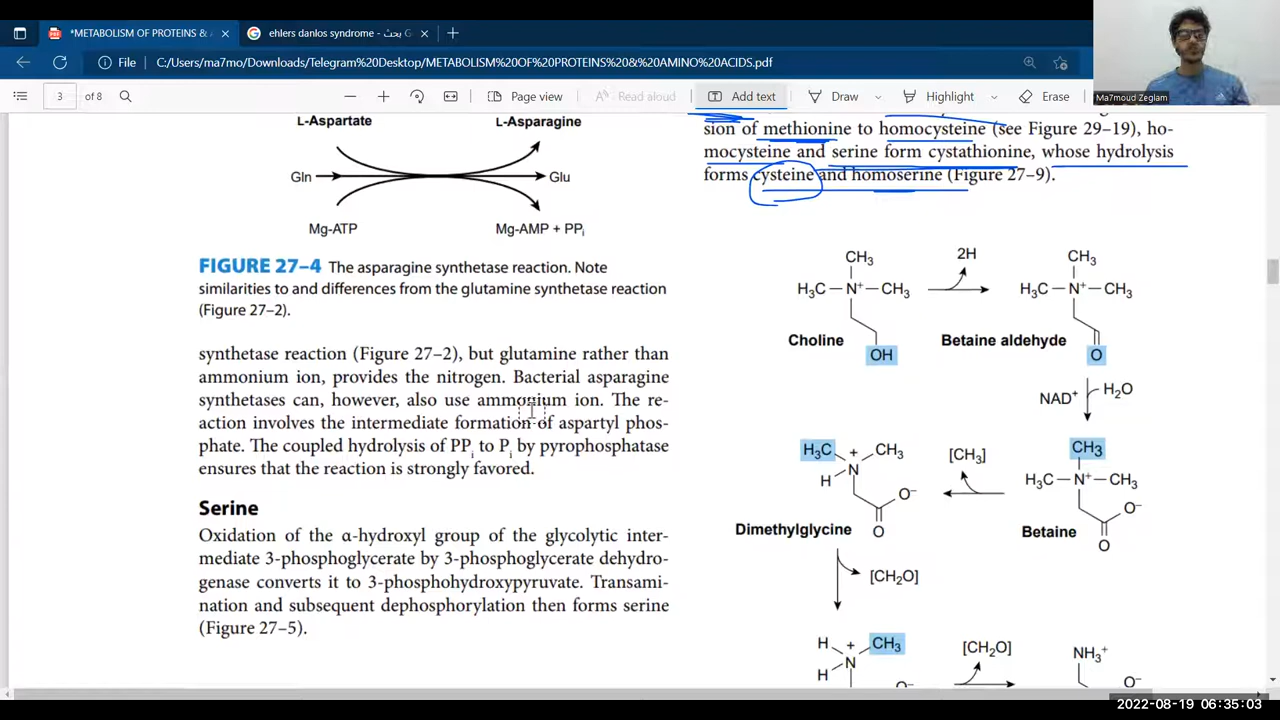 *METABOLISM OF PROTEINS &
ehlers danlos syndrome - بحث G
File
C:/Users/ma7mo/Downloads/Telegram%20Desktop/METABOLISM%20OF%20PROTEINS%20&%20AMINO%20ACIDS.pdf
3 of 8
Page view
Read aloud
Add text
Draw
Highlight
Erase
Ma7moud Zeglam
L-Aspartate
L-Asparagine
Gln
Glu
Mg-ATP
Mg-AMP + PPi
FIGURE 27–4 The asparagine synthetase reaction. Note
similarities to and differences from the glutamine synthetase reaction
(Figure 27–2).
synthetase reaction (Figure 27–2), but glutamine rather than
ammonium ion, provides the nitrogen. Bacterial asparagine
synthetases can, however, also use ammonium ion. The re-
action involves the intermediate formation of aspartyl phos-
phate. The coupled hydrolysis of PPi to Pi by pyrophosphatase
ensures that the reaction is strongly favored.
Serine
Oxidation of the α-hydroxyl group of the glycolytic inter-
mediate 3-phosphoglycerate by 3-phosphoglycerate dehydro-
genase converts it to 3-phosphohydroxypyruvate. Transami-
nation and subsequent dephosphorylation then forms serine
(Figure 27–5).
sion of methionine to homocysteine (see Figure 29–19), ho-
mocysteine and serine form cystathionine, whose hydrolysis
forms cysteine and homoserine (Figure 27–9).
CH3
2H
CH3
H3C N+ CH3
H3C N+ CH3
Choline
OH
Betaine aldehyde
O
NAD+
H2O
H3C + CH3
H N
O−
O
[CH3]
CH3
H3C N+ CH3
O−
O
Dimethylglycine
Betaine
[CH2O]
H + CH3
H N
[CH2O]
NH3+
O−
2022-08-19 06:35:03